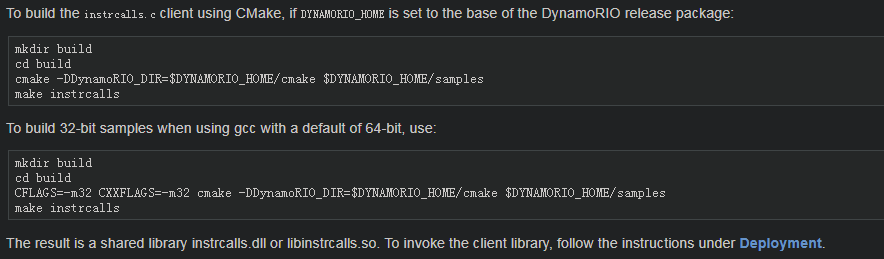 To build the instrcalls.c client using CMake, if DYNAMORIO_HOME is set to the base of the DynamoRIO release package:
mkdir build
cd build
cmake -DDynamoRIO_DIR=$DYNAMORIO_HOME/cmake $DYNAMORIO_HOME/samples
make instrcalls
To build 32-bit samples when using gcc with a default of 64-bit, use:
mkdir build
cd build
CFLAGS=-m32 CXXFLAGS=-m32 cmake -DDynamoRIO_DIR=$DYNAMORIO_HOME/cmake $DYNAMORIO_HOME/samples
make instrcalls
The result is a shared library instrcalls.dll or libinstrcalls.so. To invoke the client library, follow the instructions under Deployment.